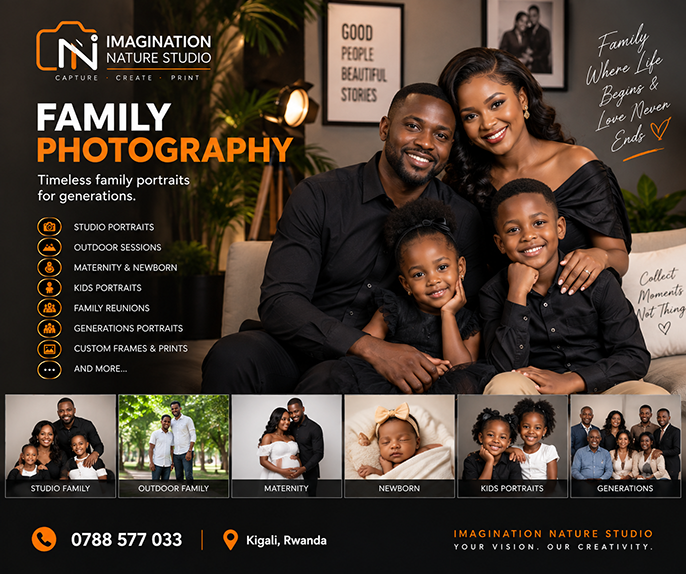 IMAGINATION
NATURE STUDIO
CAPTURE · CREATE · PRINT
FAMILY
PHOTOGRAPHY
Timeless family portraits
for generations.
STUDIO PORTRAITS
OUTDOOR SESSIONS
MATERNITY & NEWBORN
KIDS PORTRAITS
FAMILY REUNIONS
GENERATIONS PORTRAITS
CUSTOM FRAMES & PRINTS
AND MORE...
GOOD
PEOPLE
BEAUTIFUL
STORIES
Family
Where Life
Begins &
Love Never
Ends
Collect
Moments
Not Thing
STUDIO FAMILY
OUTDOOR FAMILY
MATERNITY
NEWBORN
KIDS PORTRAITS
GENERATIONS
0788 577 033
Kigali, Rwanda
IMAGINATION NATURE STUDIO
YOUR VISION. OUR CREATIVITY.